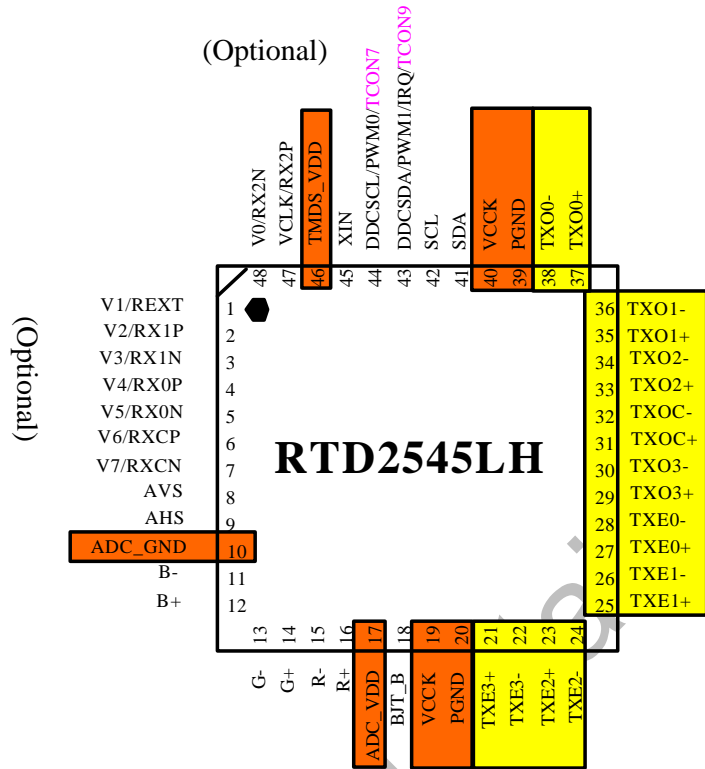 (Optional)
48 V0/RX2N
47 VCLK/RX2P
46 TMDS_VDD
45 XIN
44 DDCSCL/PWM0/TCON7
43 DDCSDA/PWM1/IRQ/TCON9
42 SCL
41 SDA
40 VCCK
39 PGND
38 TXO0-
37 TXO0+
(Optional)
V1/REXT 1
V2/RX1P 2
V3/RX1N 3
V4/RX0P 4
V5/RX0N 5
V6/RXCP 6
V7/RXCN 7
AVS 8
AHS 9
ADC_GND 10
B- 11
B+ 12
RTD2545LH
36 TXO1-
35 TXO1+
34 TXO2-
33 TXO2+
32 TXOC-
31 TXOC+
30 TXO3-
29 TXO3+
28 TXE0-
27 TXE0+
26 TXE1-
25 TXE1+
G- 13
G+ 14
R- 15
R+ 16
ADC_VDD 17
BJT_B 18
VCCK 19
PGND 20
TXE3+ 21
TXE3- 22
TXE2+ 23
TXE2- 24